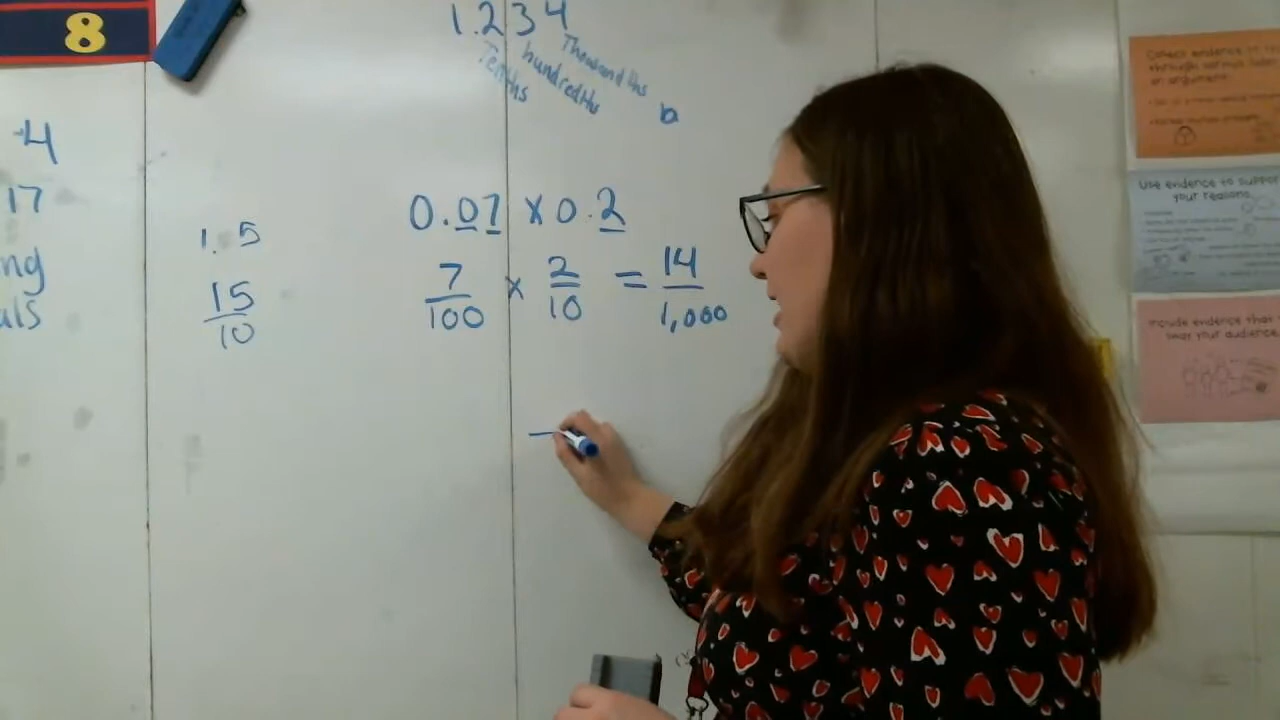 8
1.234
Tenths
hundredths
Thousandths
4
17
ng
als
1.5
15
10
0.07 x 0.2
7/100 x 2/10 = 14/1,000
Use evidence to support
your reasons.
Include evidence that
your audience.